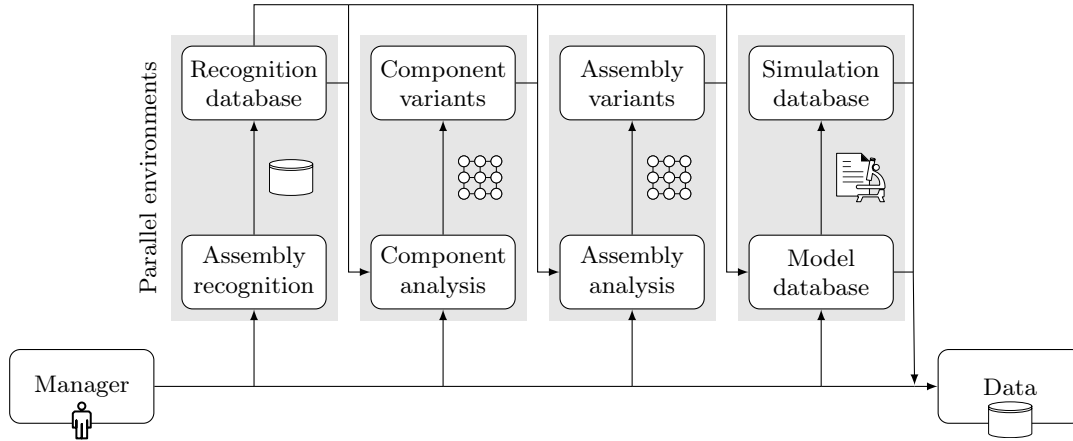 Parallel environments
Recognition
database
Component
variants
Assembly
variants
Simulation
database
Assembly
recognition
Component
analysis
Assembly
analysis
Model
database
Manager
Data